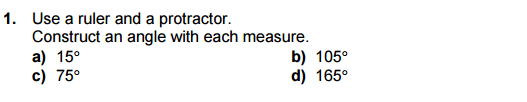 1. Use a ruler and a protractor.
Construct an angle with each measure.
a) 15° b) 105°
c) 75° d) 165°